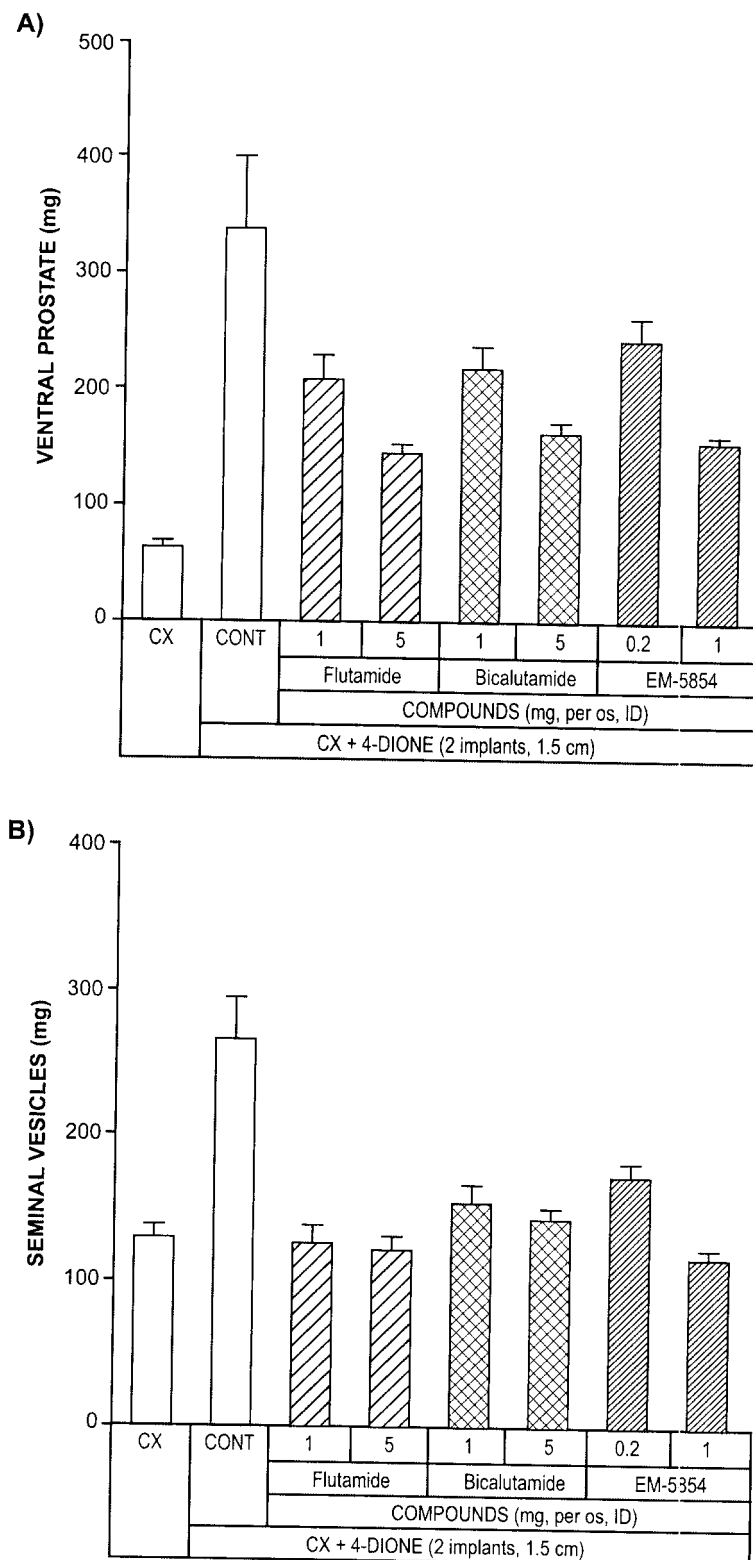 A)
500
400
300
200
100
0
VENTRAL PROSTATE (mg)
CX CONT 1 5 1 5 0.2 1
Flutamide Bicalutamide EM-5854
COMPOUNDS (mg, per os, ID)
CX + 4-DIONE (2 implants, 1.5 cm)
B)
400
300
200
100
0
SEMINAL VESICLES (mg)
CX CONT 1 5 1 5 0.2 1
Flutamide Bicalutamide EM-5854
COMPOUNDS (mg, per os, ID)
CX + 4-DIONE (2 implants, 1.5 cm)